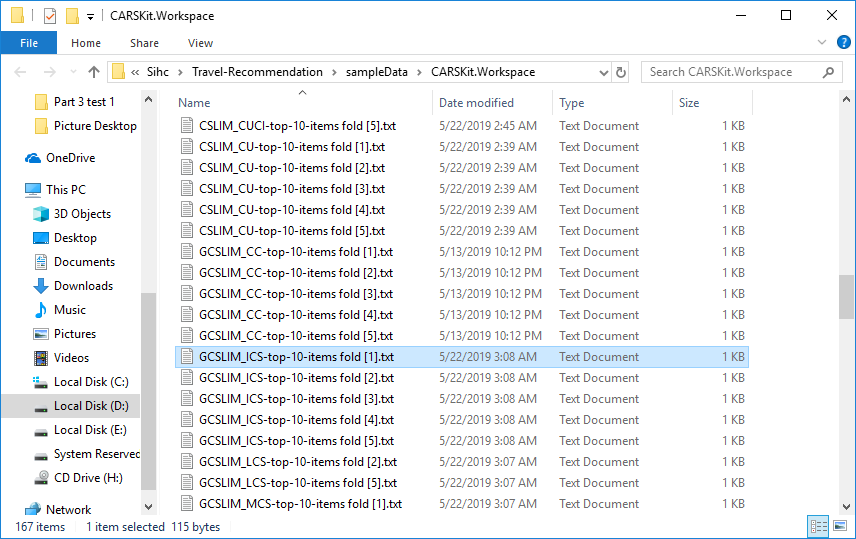 CARSKit.Workspace
File Home Share View
« Sihc › Travel-Recommendation › sampleData › CARSKit.Workspace
Search CARSKit.Workspace
Part 3 test 1
Picture Desktop
OneDrive
This PC
3D Objects
Desktop
Documents
Downloads
Music
Pictures
Videos
Local Disk (C:)
Local Disk (D:)
Local Disk (E:)
System Reserved
CD Drive (H:)
Network
Name Date modified Type Size
CSLIM_CUCI-top-10-items fold [5].txt 5/22/2019 2:45 AM Text Document 1 KB
CSLIM_CU-top-10-items fold [1].txt 5/22/2019 2:39 AM Text Document 1 KB
CSLIM_CU-top-10-items fold [2].txt 5/22/2019 2:39 AM Text Document 1 KB
CSLIM_CU-top-10-items fold [3].txt 5/22/2019 2:39 AM Text Document 1 KB
CSLIM_CU-top-10-items fold [4].txt 5/22/2019 2:39 AM Text Document 1 KB
CSLIM_CU-top-10-items fold [5].txt 5/22/2019 2:39 AM Text Document 1 KB
GCSLIM_CC-top-10-items fold [1].txt 5/13/2019 10:12 PM Text Document 1 KB
GCSLIM_CC-top-10-items fold [2].txt 5/13/2019 10:12 PM Text Document 1 KB
GCSLIM_CC-top-10-items fold [3].txt 5/13/2019 10:12 PM Text Document 1 KB
GCSLIM_CC-top-10-items fold [4].txt 5/13/2019 10:12 PM Text Document 1 KB
GCSLIM_CC-top-10-items fold [5].txt 5/13/2019 10:12 PM Text Document 1 KB
GCSLIM_ICS-top-10-items fold [1].txt 5/22/2019 3:08 AM Text Document 1 KB
GCSLIM_ICS-top-10-items fold [2].txt 5/22/2019 3:08 AM Text Document 1 KB
GCSLIM_ICS-top-10-items fold [3].txt 5/22/2019 3:08 AM Text Document 1 KB
GCSLIM_ICS-top-10-items fold [4].txt 5/22/2019 3:08 AM Text Document 1 KB
GCSLIM_ICS-top-10-items fold [5].txt 5/22/2019 3:08 AM Text Document 1 KB
GCSLIM_LCS-top-10-items fold [2].txt 5/22/2019 3:07 AM Text Document 1 KB
GCSLIM_LCS-top-10-items fold [5].txt 5/22/2019 3:07 AM Text Document 1 KB
GCSLIM_MCS-top-10-items fold [1].txt 5/22/2019 3:07 AM Text Document 1 KB
167 items 1 item selected 115 bytes